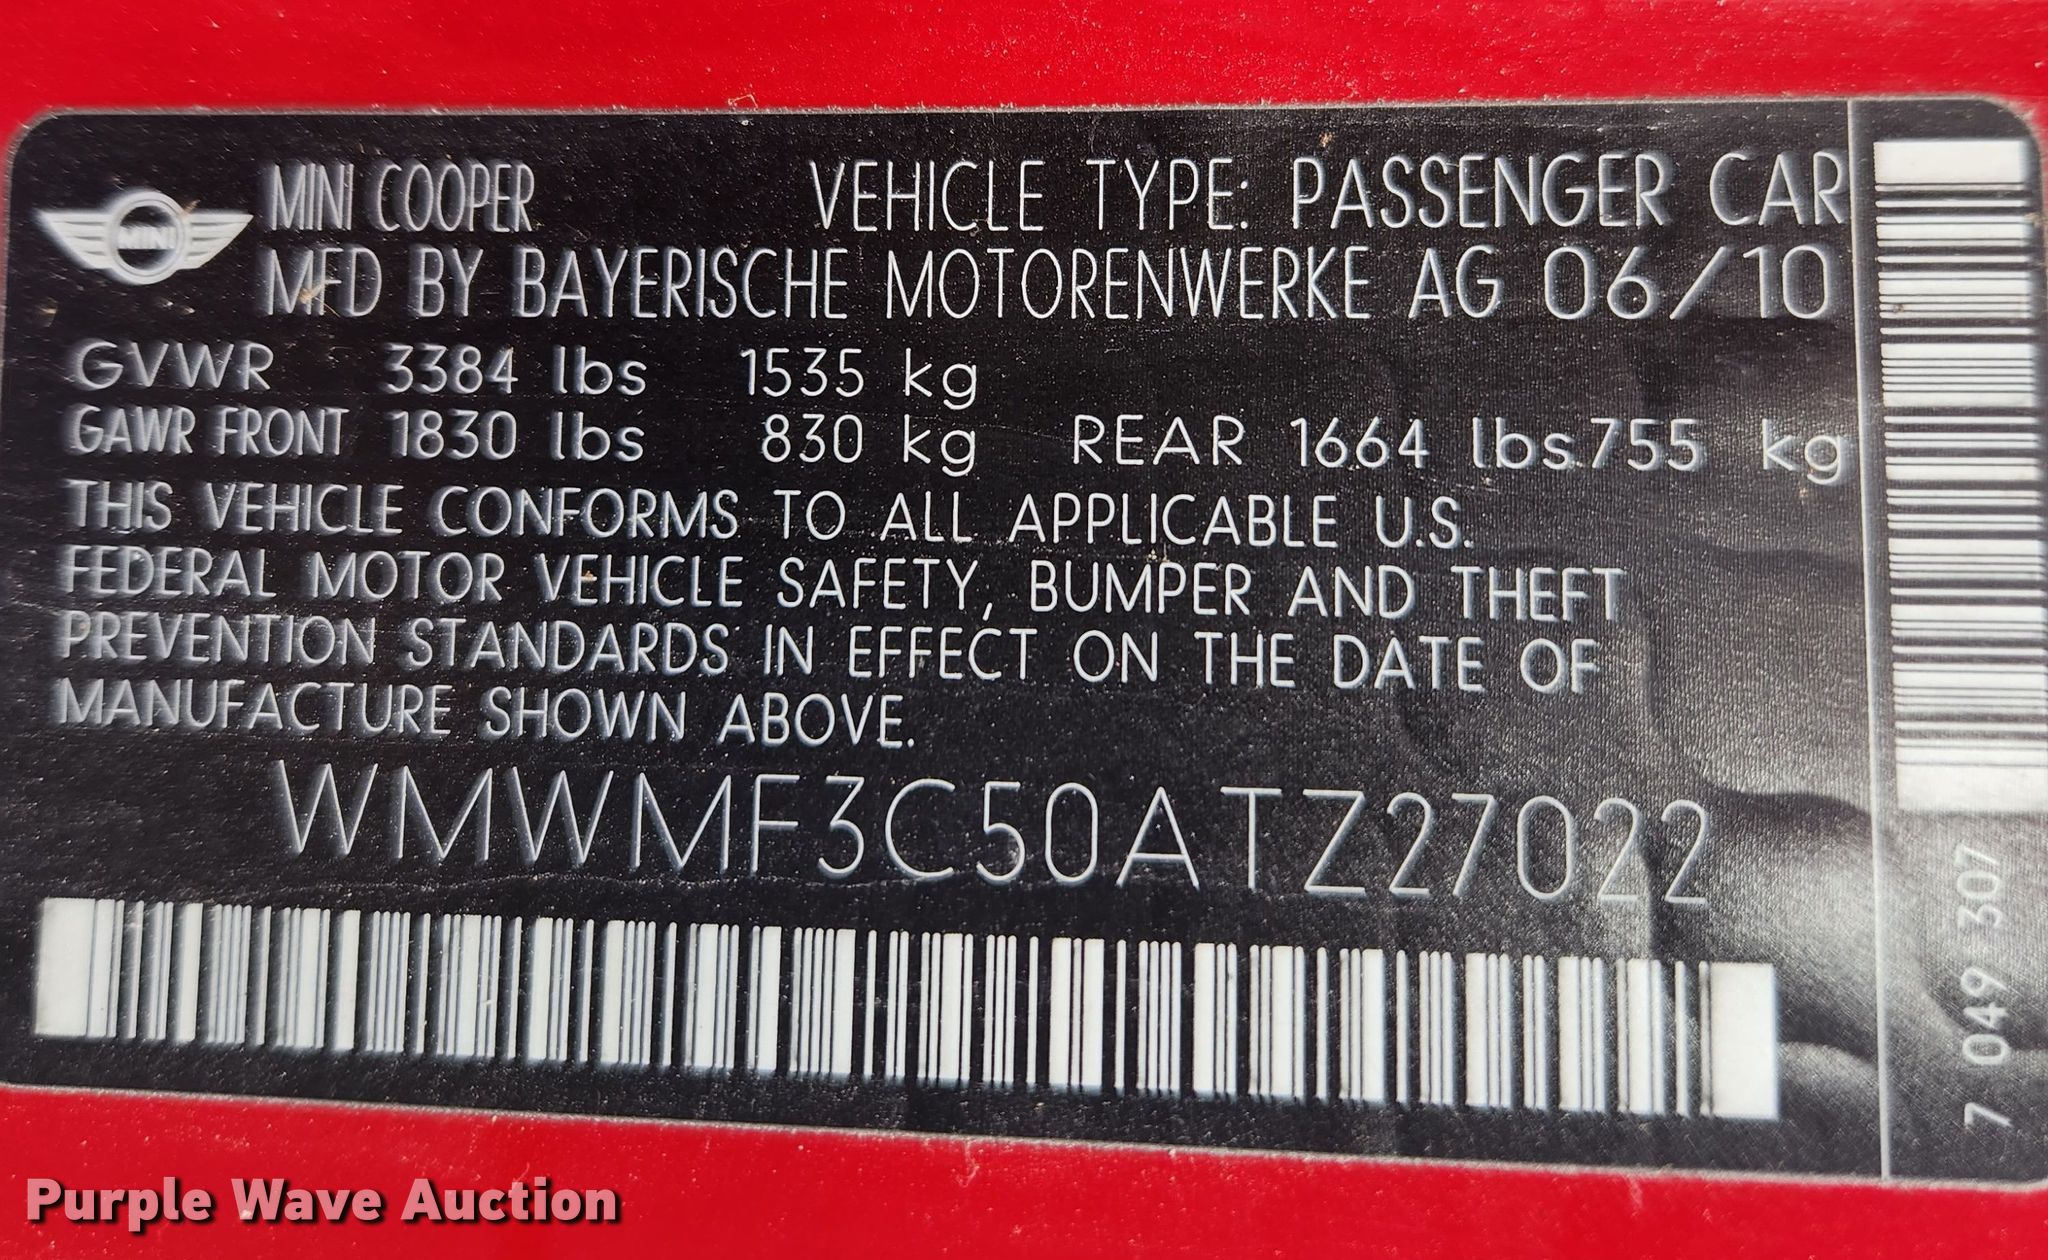 MINI
MINI COOPER VEHICLE TYPE: PASSENGER CAR
MFD BY BAYERISCHE MOTORENWERKE AG 06/10
GVWR 3384 lbs 1535 kg
GAWR FRONT 1830 lbs 830 kg REAR 1664 lbs.755 kg
THIS VEHICLE CONFORMS TO ALL APPLICABLE U.S.
FEDERAL MOTOR VEHICLE SAFETY, BUMPER AND THEFT
PREVENTION STANDARDS IN EFFECT ON THE DATE OF
MANUFACTURE SHOWN ABOVE.
WMWMF3C50ATZ27022
7 049 307
Purple Wave Auction